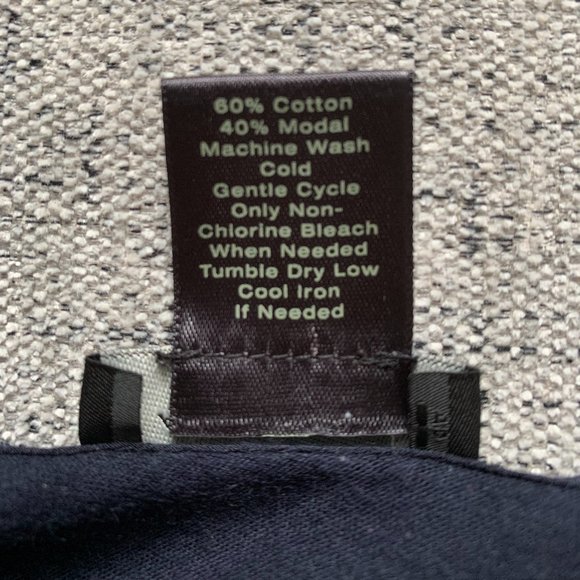 60% Cotton
40% Modal
Machine Wash
Cold
Gentle Cycle
Only Non-
Chlorine Bleach
When Needed
Tumble Dry Low
Cool Iron
If Needed